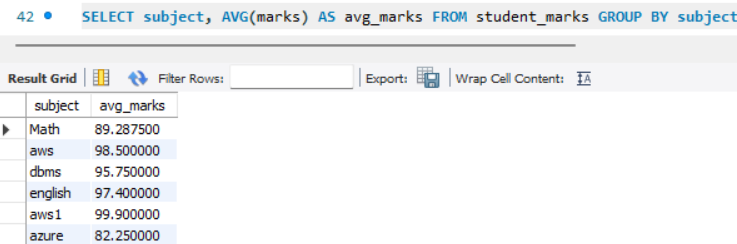 42 SELECT subject, AVG(marks) AS avg_marks FROM student_marks GROUP BY subject
Result Grid Filter Rows: Export: Wrap Cell Content:
subject avg_marks
Math 89.287500
aws 98.500000
dbms 95.750000
english 97.400000
aws1 99.900000
azure 82.250000